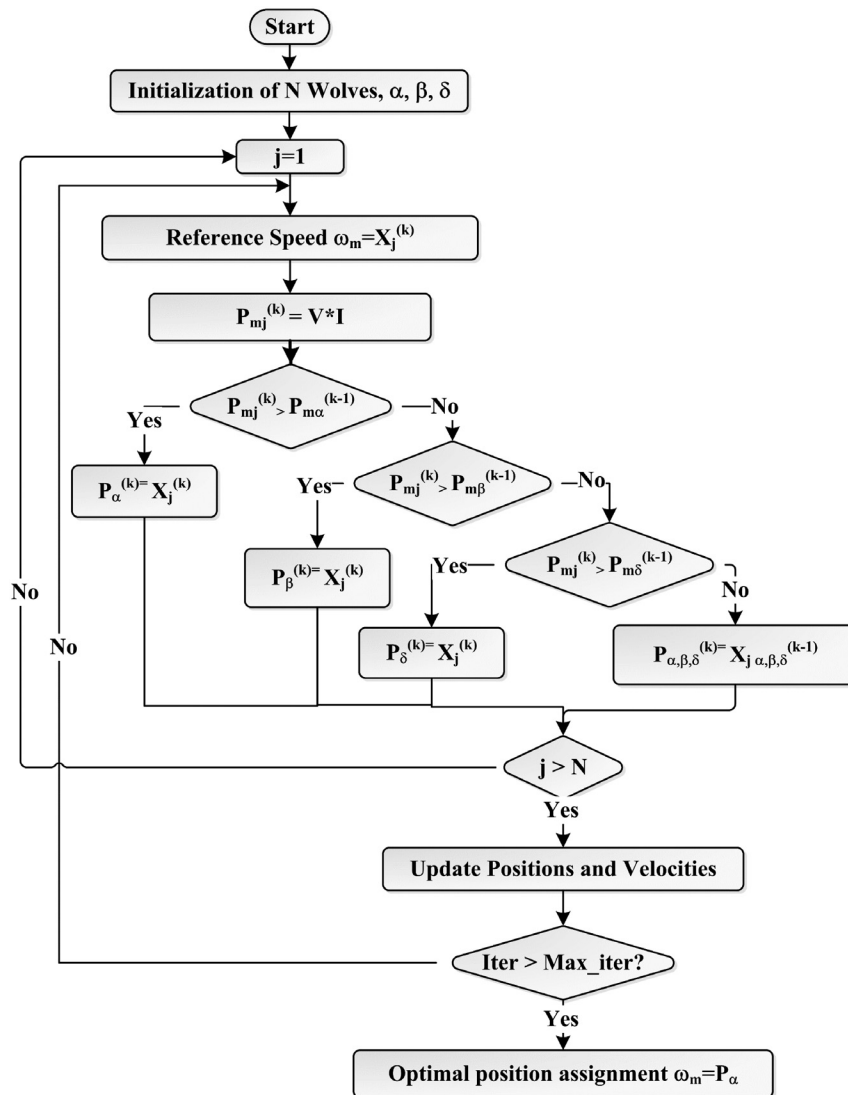 Start
Initialization of N Wolves, α, β, δ
j=1
Reference Speed ωₘ=Xⱼ⁽ᵏ⁾
Pₘⱼ⁽ᵏ⁾ = V*I
Pₘⱼ⁽ᵏ⁾ > Pₘα⁽ᵏ⁻¹⁾
Yes
No
Pα⁽ᵏ⁾⁼ Xⱼ⁽ᵏ⁾
Pₘⱼ⁽ᵏ⁾ > Pₘᵦ⁽ᵏ⁻¹⁾
Yes
No
Pᵦ⁽ᵏ⁾⁼ Xⱼ⁽ᵏ⁾
Pₘⱼ⁽ᵏ⁾ > Pₘδ⁽ᵏ⁻¹⁾
Yes
No
No
No
Pδ⁽ᵏ⁾⁼ Xⱼ⁽ᵏ⁾
Pα,β,δ⁽ᵏ⁾⁼ Xⱼ α,β,δ⁽ᵏ⁻¹⁾
j > N
Yes
Update Positions and Velocities
Iter > Max_iter?
Yes
Optimal position assignment ωₘ=Pα